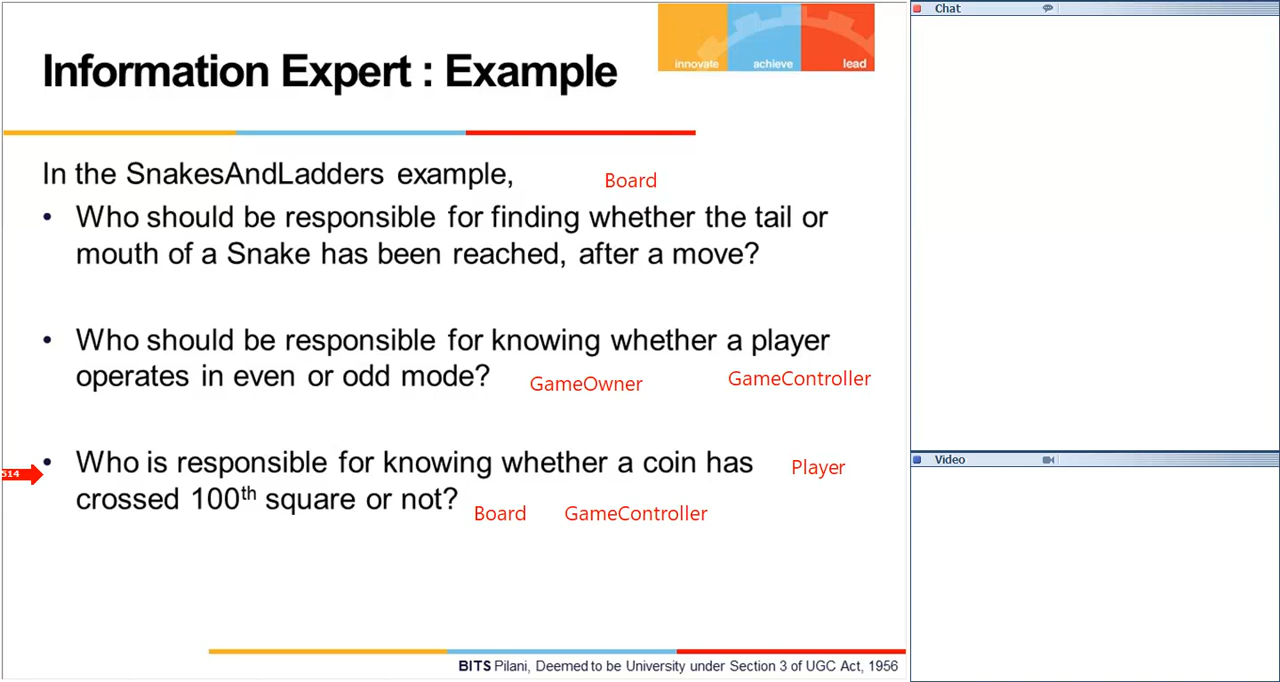 Chat
innovate achieve lead
Information Expert : Example
In the SnakesAndLadders example,
Board
• Who should be responsible for finding whether the tail or
mouth of a Snake has been reached, after a move?
• Who should be responsible for knowing whether a player
operates in even or odd mode?
GameOwner
GameController
514
• Who is responsible for knowing whether a coin has
Player
crossed 100th square or not?
Board
GameController
Video
BITS Pilani, Deemed to be University under Section 3 of UGC Act, 1956